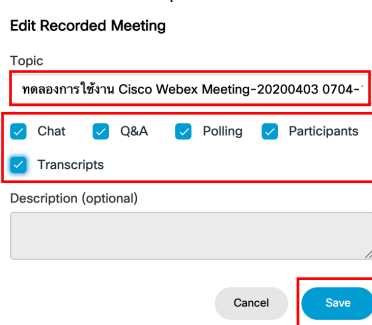 Edit Recorded Meeting
Topic
ทดลองการใช้งาน Cisco Webex Meeting-20200403 0704-
Chat Q&A Polling Participants
Transcripts
Description (optional)
Cancel Save